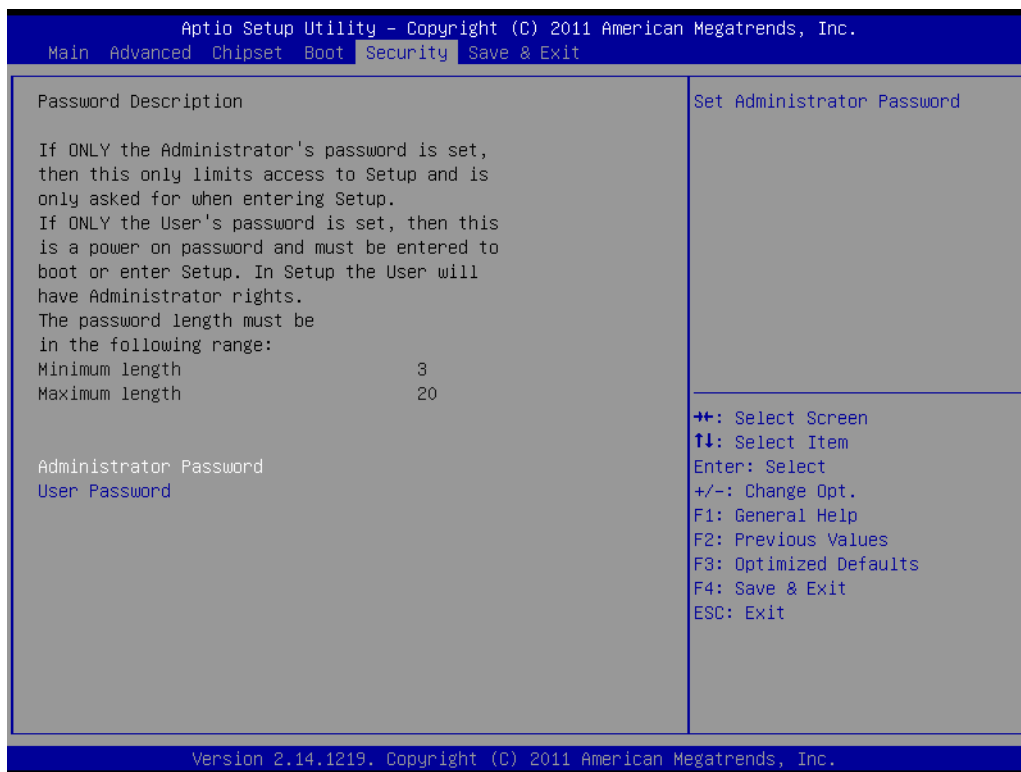 Aptio Setup Utility – Copyright (C) 2011 American Megatrends, Inc.
Main Advanced Chipset Boot Security Save & Exit
Password Description
If ONLY the Administrator's password is set,
then this only limits access to Setup and is
only asked for when entering Setup.
If ONLY the User's password is set, then this
is a power on password and must be entered to
boot or enter Setup. In Setup the User will
have Administrator rights.
The password length must be
in the following range:
Minimum length 3
Maximum length 20
Administrator Password
User Password
Set Administrator Password
→←: Select Screen
↑↓: Select Item
Enter: Select
+/-: Change Opt.
F1: General Help
F2: Previous Values
F3: Optimized Defaults
F4: Save & Exit
ESC: Exit
Version 2.14.1219. Copyright (C) 2011 American Megatrends, Inc.